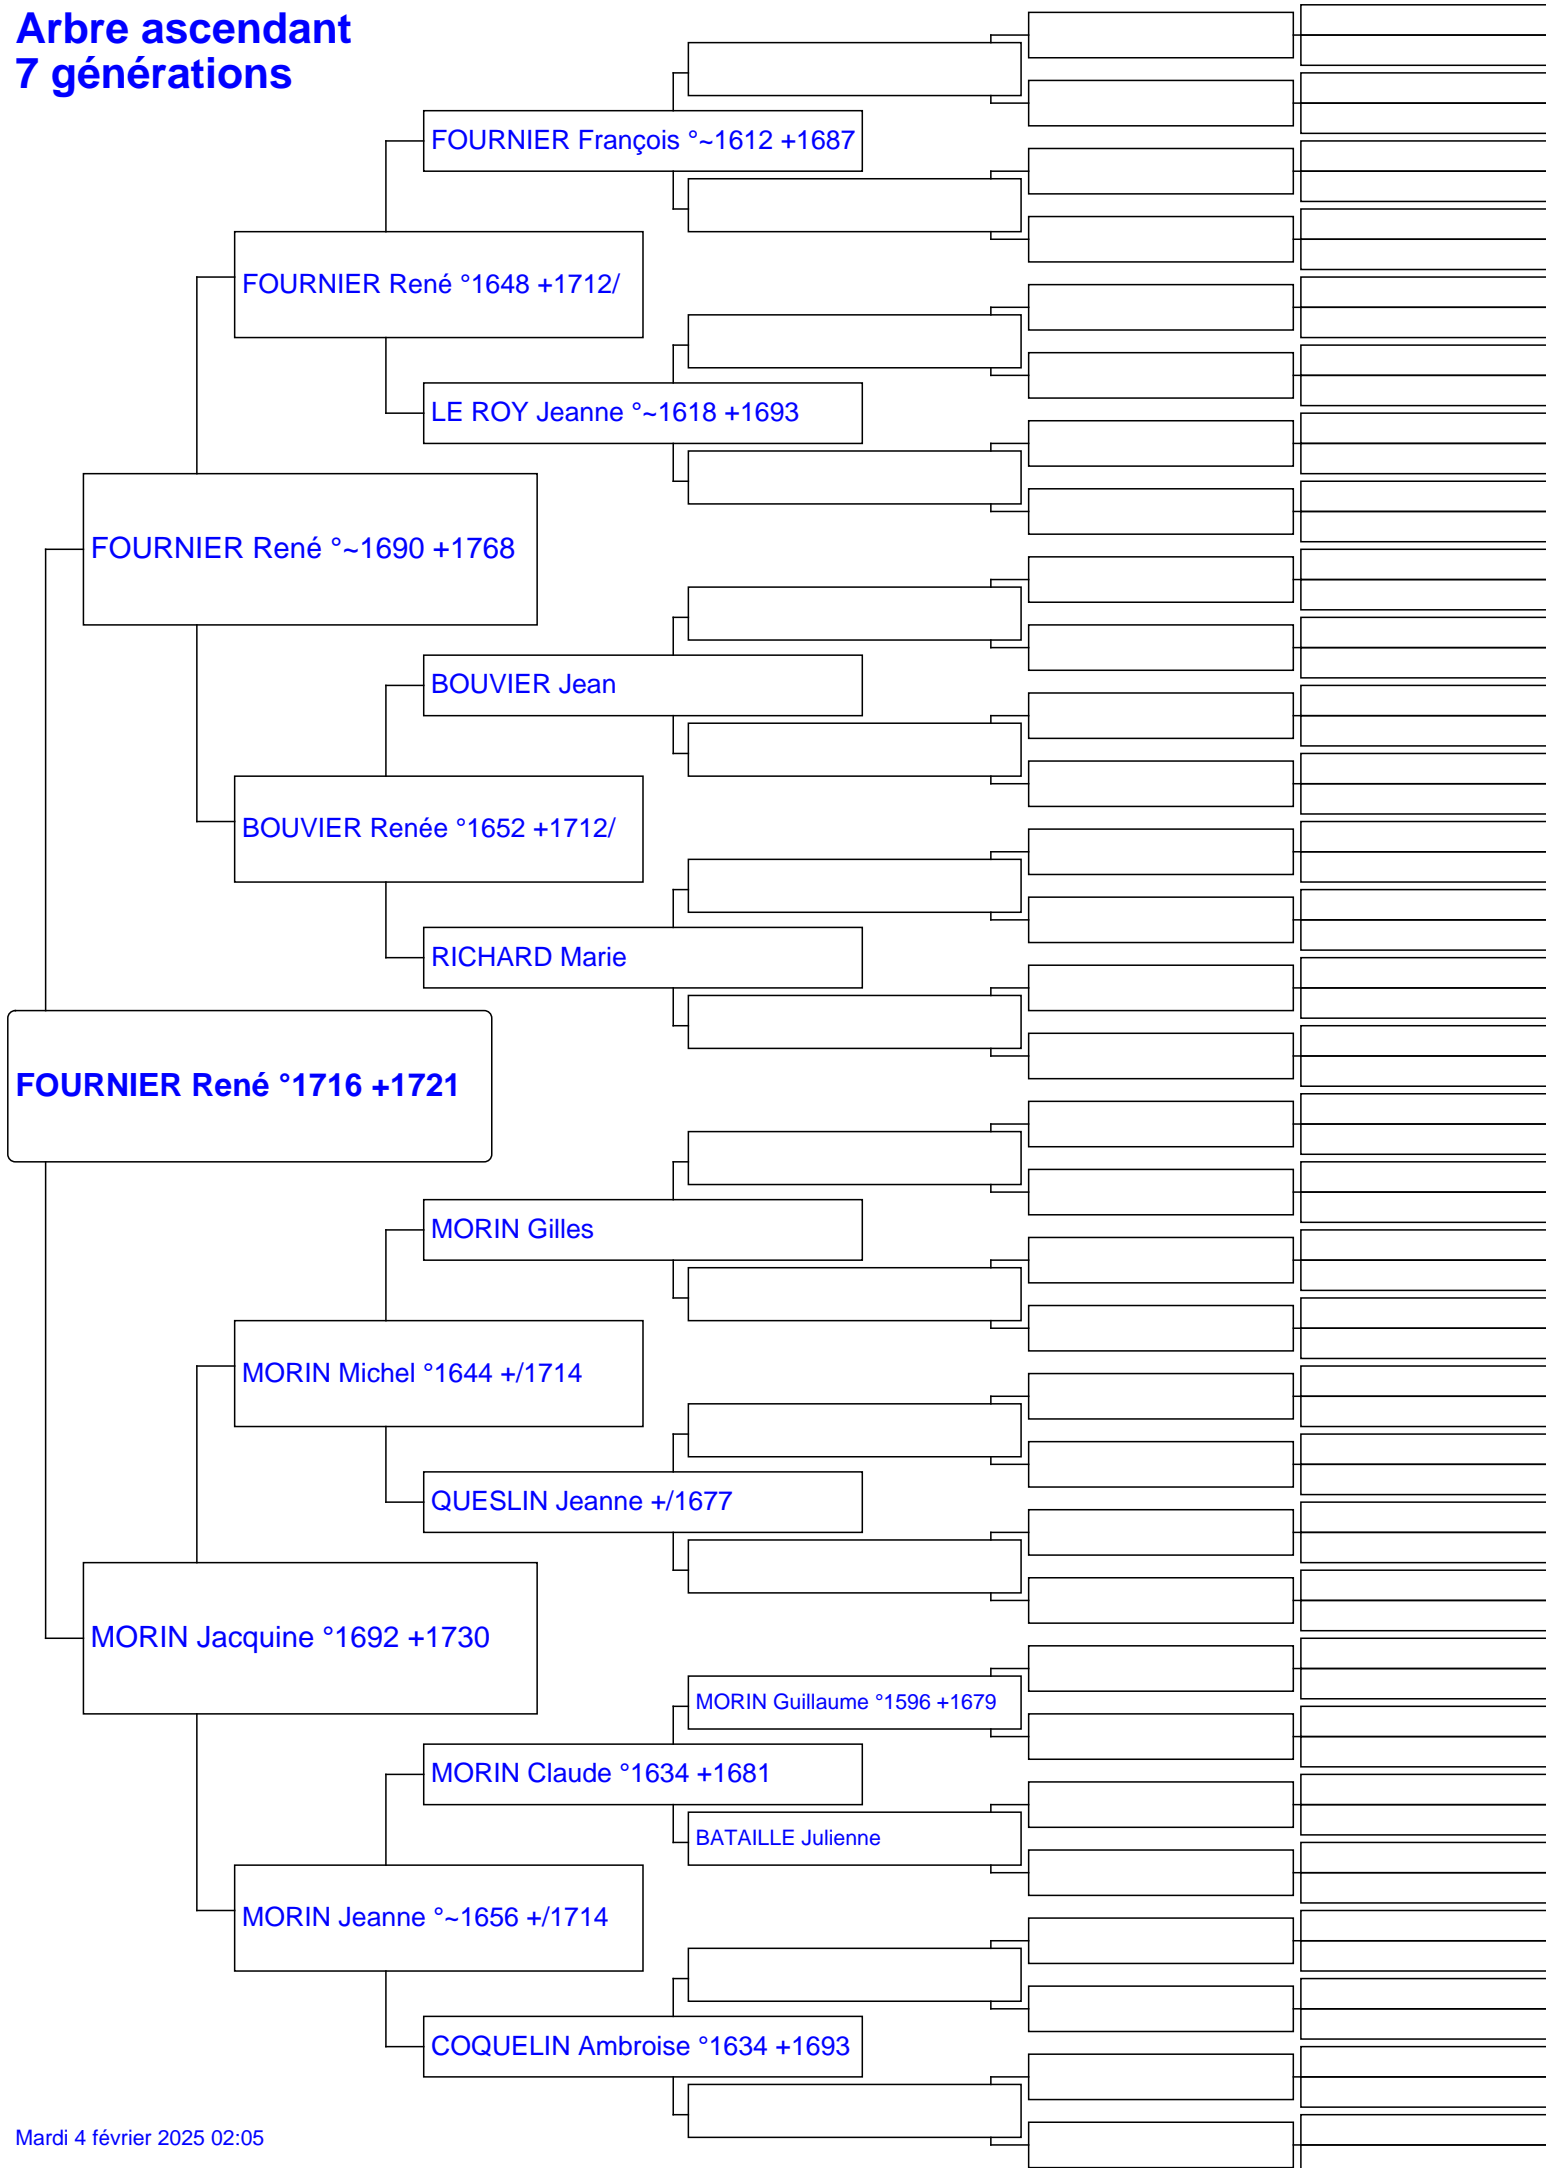 Arbre ascendant
7 générations
FOURNIER François °~1612 +1687
FOURNIER René °1648 +1712/
LE ROY Jeanne °~1618 +1693
FOURNIER René °~1690 +1768
BOUVIER Jean
BOUVIER Renée °1652 +1712/
RICHARD Marie
FOURNIER René °1716 +1721
MORIN Gilles
MORIN Michel °1644 +/1714
QUESLIN Jeanne +/1677
MORIN Jacquine °1692 +1730
MORIN Guillaume °1596 +1679
MORIN Claude °1634 +1681
BATAILLE Julienne
MORIN Jeanne °~1656 +/1714
COQUELIN Ambroise °1634 +1693
Mardi 4 février 2025 02:05